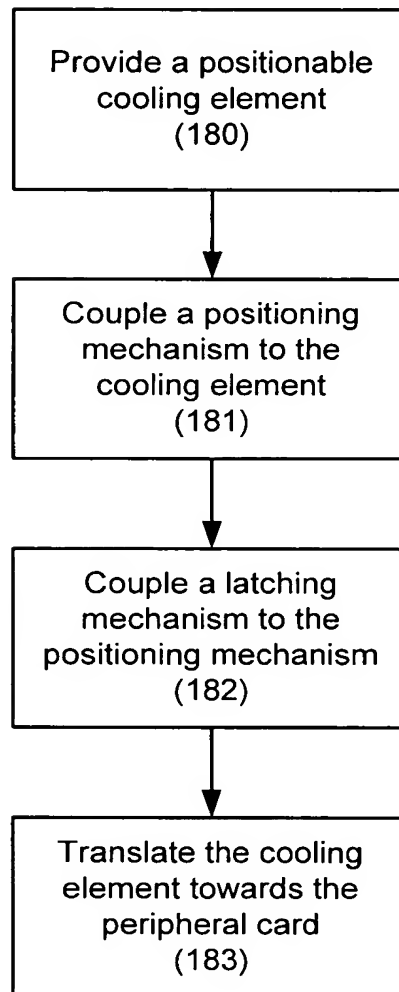 Provide a positionable
cooling element
(180)
Couple a positioning
mechanism to the
cooling element
(181)
Couple a latching
mechanism to the
positioning mechanism
(182)
Translate the cooling
element towards the
peripheral card
(183)